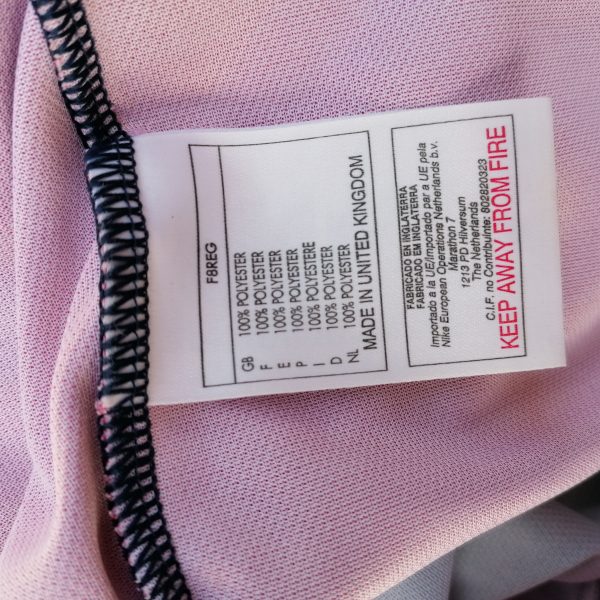 F8REG
GB 100% POLYESTER
F 100% POLYESTER
E 100% POLYESTER
P 100% POLYESTER
I 100% POLYESTERE
D 100% POLYESTER
NL 100% POLYESTER
MADE IN UNITED KINGDOM
FABRICADO EN INGLATERRA
FABRICADO EM INGLATERRA
Importado a la UE/importado par a UE pela
Nike European Operations Netherlands b.v.
Marathon 7
1213 PD Hilversum
The Netherlands
C.I.F. no Contribuinte: 802820323
KEEP AWAY FROM FIRE